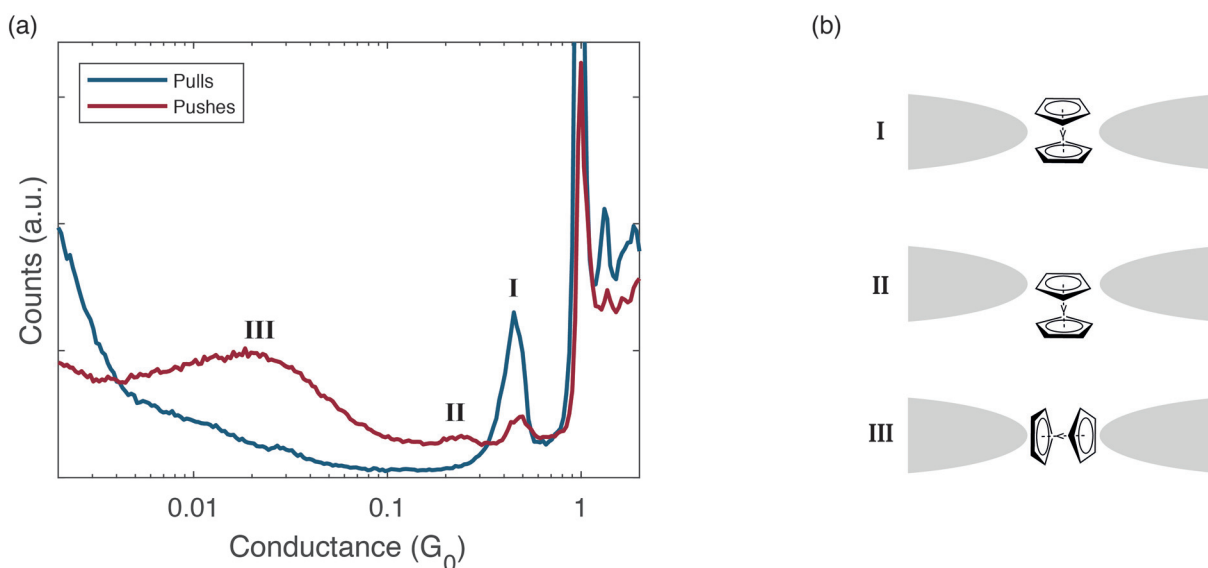 (a)
Pulls
Pushes
Counts (a.u.)
I
II
III
0.01
0.1
1
Conductance (G₀)
(b)
I
V
II
V
III
V